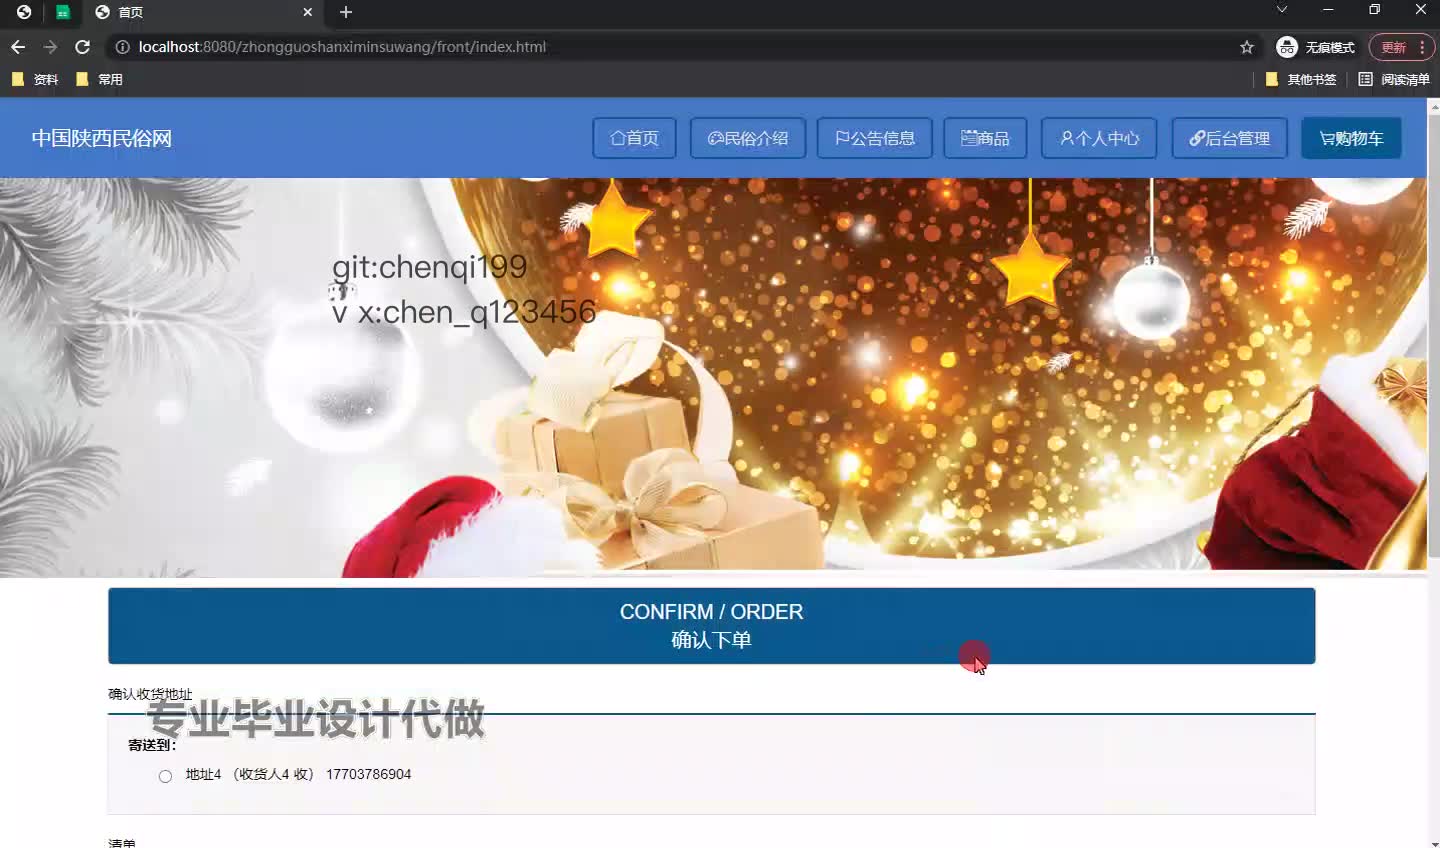 首页
localhost:8080/zhongguoshanximinsuwang/front/index.html
无痕模式
更新
资料
常用
其他书签
阅读清单
中国陕西民俗网
首页
民俗介绍
公告信息
商品
个人中心
后台管理
购物车
git:chenqi199
v x:chen_q123456
CONFIRM / ORDER
确认下单
确认收货地址
专业毕业设计代做
寄送到:
地址4 （收货人4 收） 17703786904
清单